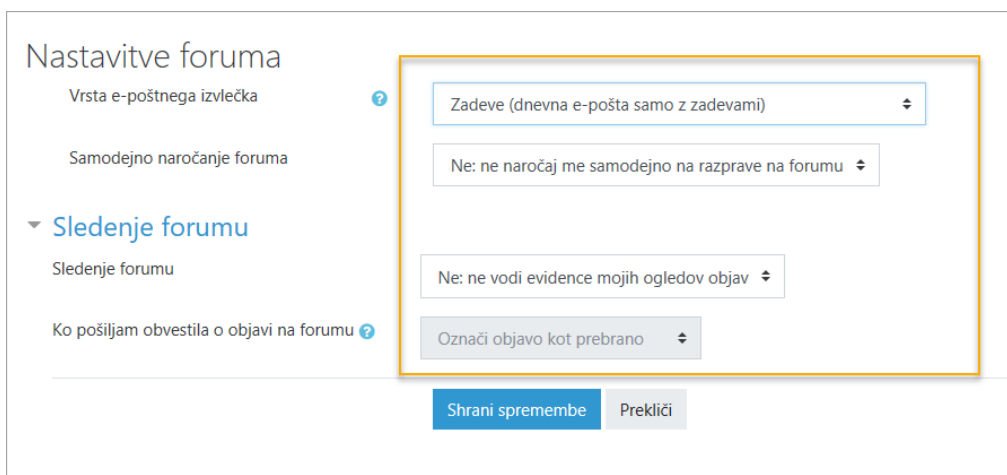 Nastavitve foruma
Vrsta e-poštnega izvlečka
Zadeve (dnevna e-pošta samo z zadevami)
Samodejno naročanje foruma
Ne: ne naročaj me samodejno na razprave na forumu
Sledenje forumu
Sledenje forumu
Ne: ne vodi evidence mojih ogledov objav
Ko pošiljam obvestila o objavi na forumu
Označi objavo kot prebrano
Shrani spremembe
Prekliči